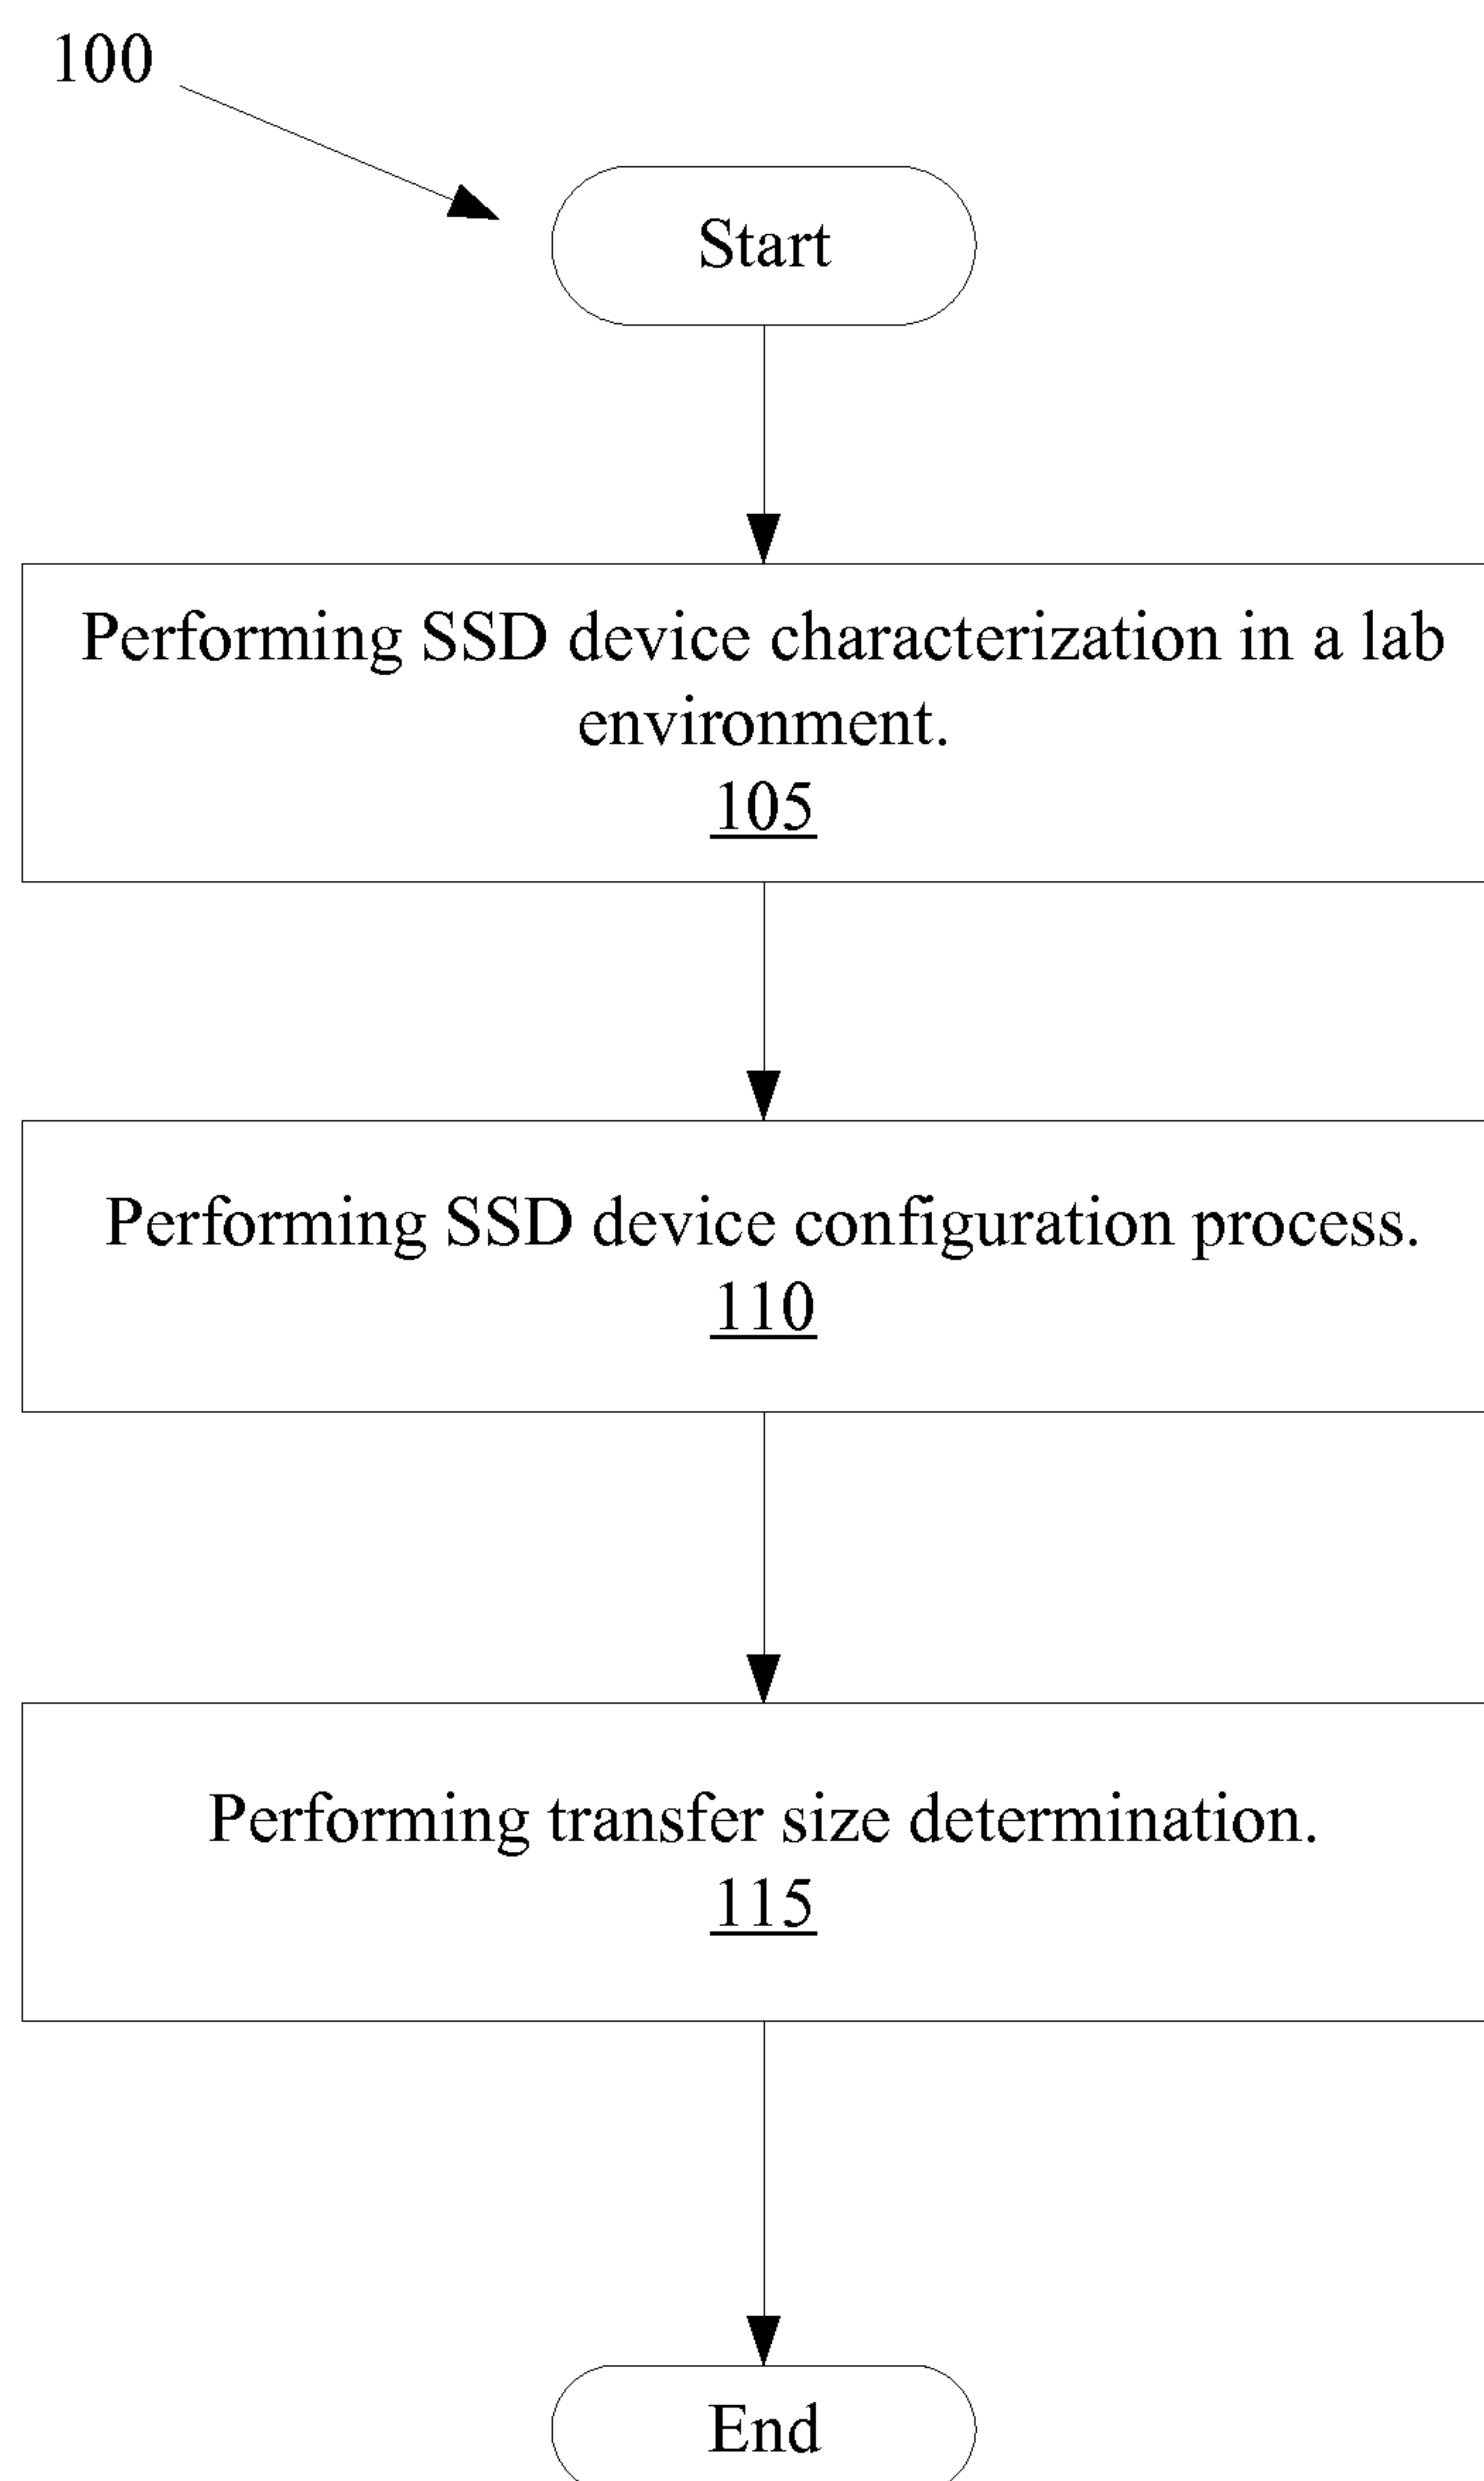 100
Start
Performing SSD device characterization in a lab
environment.
105
Performing SSD device configuration process.
110
Performing transfer size determination.
115
End